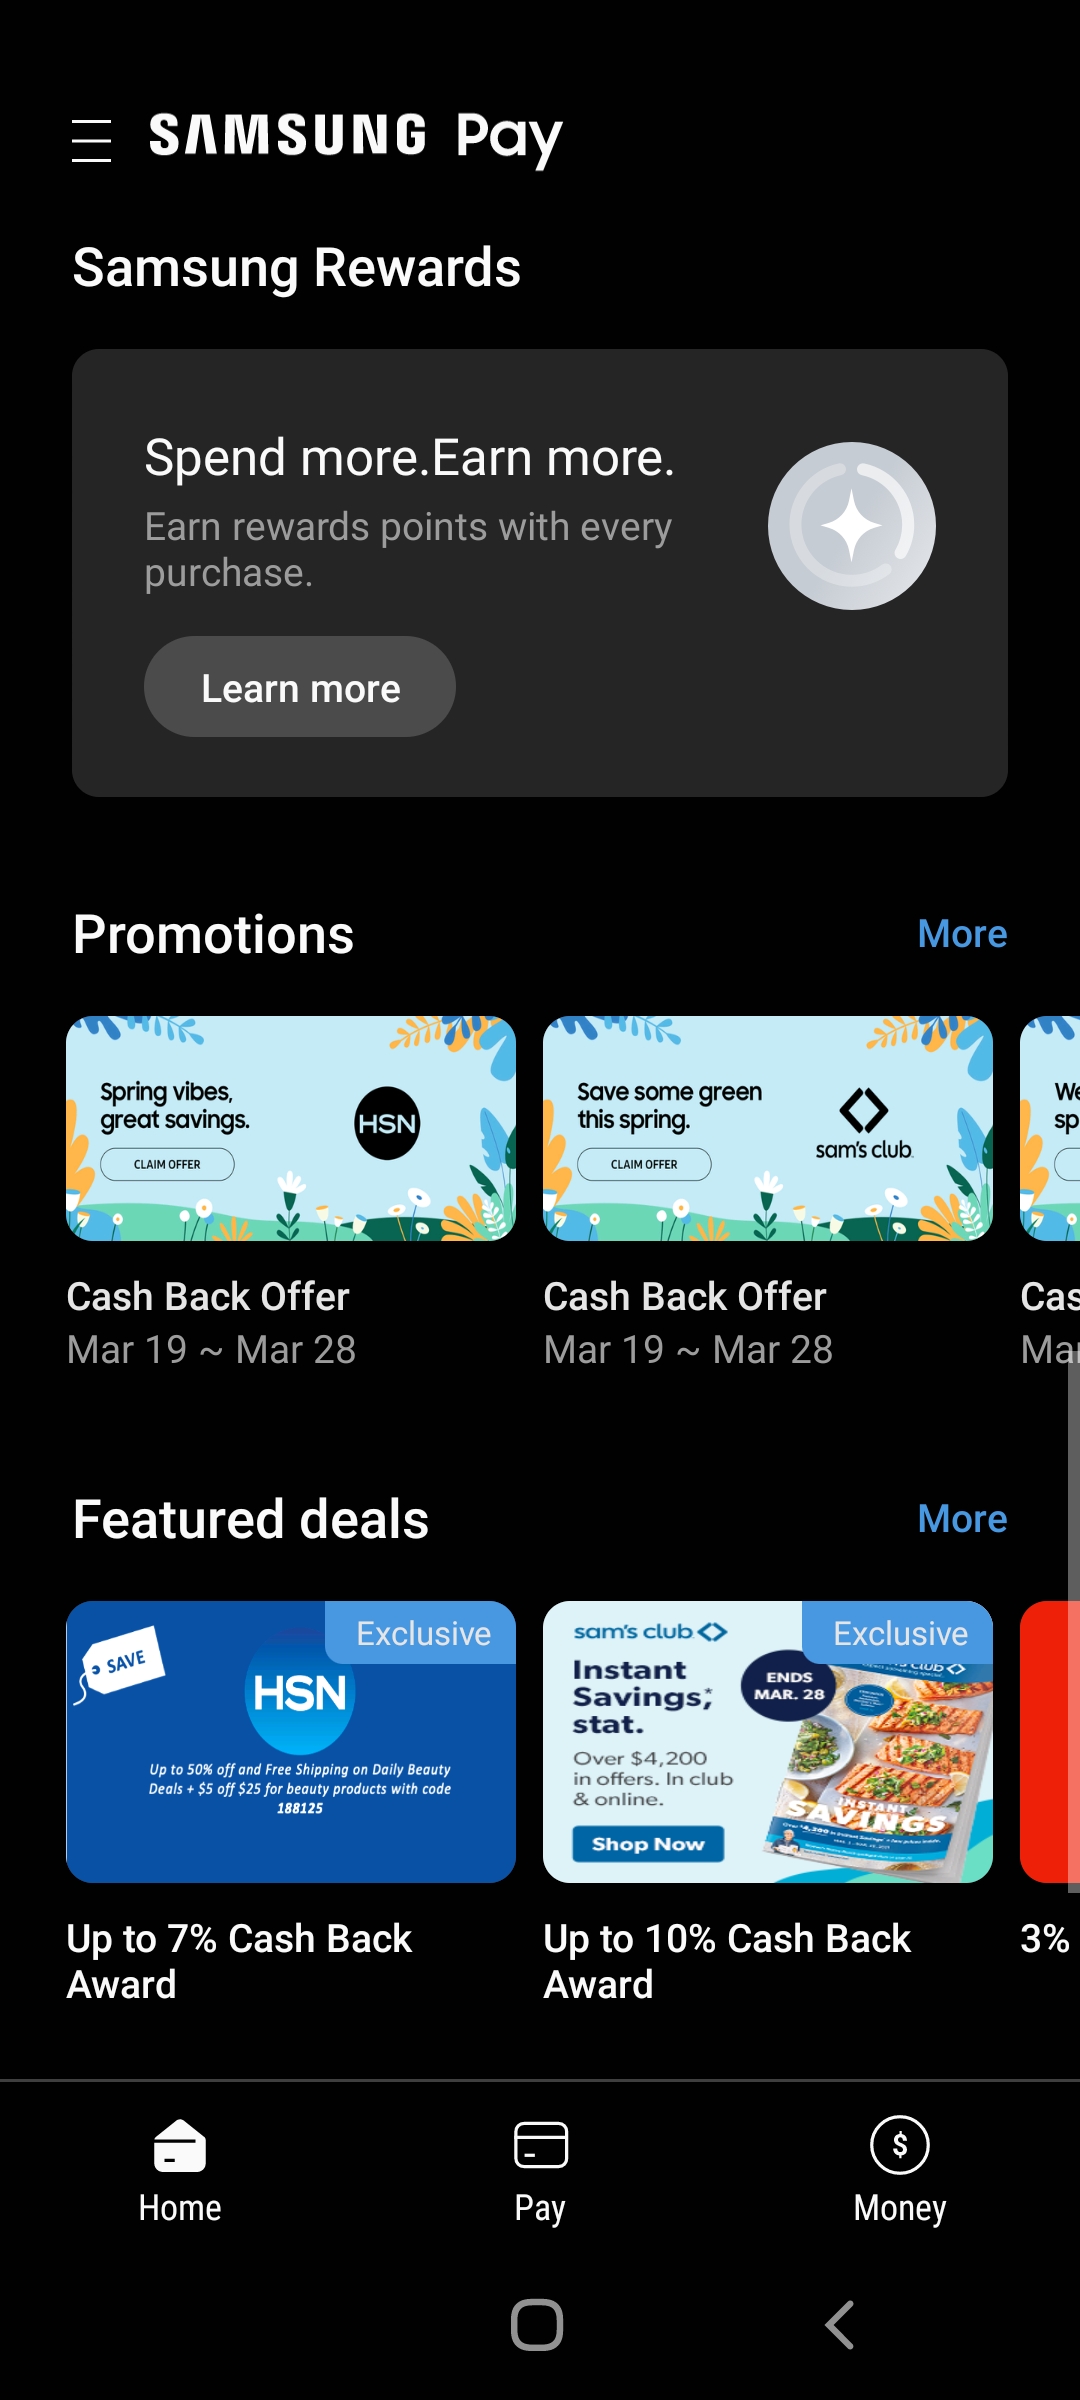 SAMSUNG Pay
Samsung Rewards
Spend more.Earn more.
Earn rewards points with every
purchase.
Learn more
Promotions
More
Spring vibes,
great savings.
HSN
CLAIM OFFER
Save some green
this spring.
sam's club
CLAIM OFFER
We
sp
Cash Back Offer
Mar 19 ~ Mar 28
Cash Back Offer
Mar 19 ~ Mar 28
Cas
Mar
Featured deals
More
Exclusive
SAVE
HSN
Up to 50% off and Free Shipping on Daily Beauty
Deals + $5 off $25 for beauty products with code
188125
Exclusive
sam's club
Instant
Savings,*
stat.
ENDS
MAR. 28
Over $4,200
in offers. In club
& online.
Shop Now
INSTANT
SAVINGS
Up to 7% Cash Back
Award
Up to 10% Cash Back
Award
3%
Home
Pay
$
Money